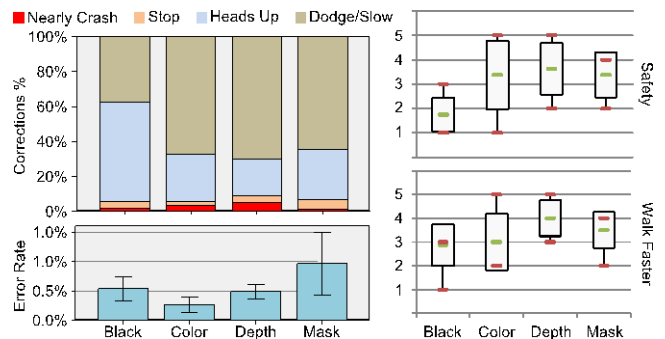 Nearly Crash Stop Heads Up Dodge/Slow
100%
80%
60%
40%
20%
0%
Corrections %
1.0%
1.0%
0.5%
0.0%
Error Rate
Black Color Depth Mask
5
4
3
2
1
Safety
5
4
3
2
1
Walk Faster
Black Color Depth Mask